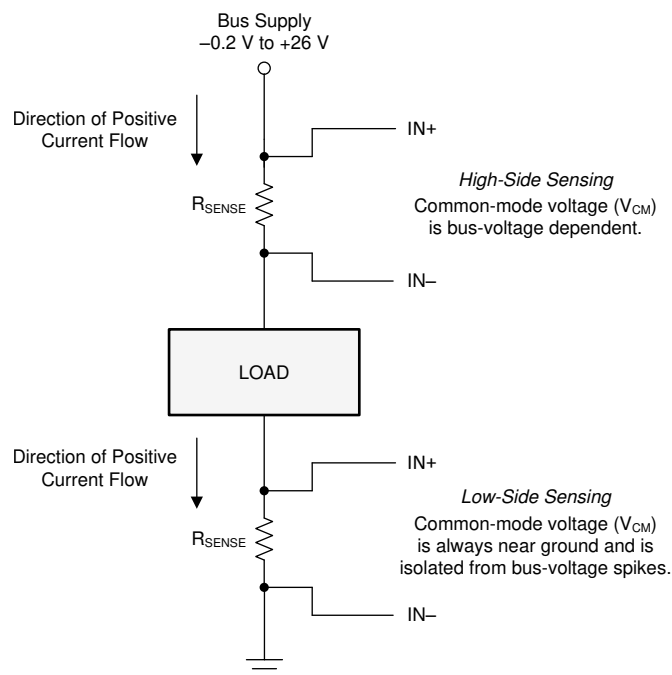 Bus Supply
–0.2 V to +26 V
Direction of Positive
Current Flow
IN+
RSENSE
High-Side Sensing
Common-mode voltage (VCM)
is bus-voltage dependent.
IN–
LOAD
Direction of Positive
Current Flow
IN+
RSENSE
Low-Side Sensing
Common-mode voltage (VCM)
is always near ground and is
isolated from bus-voltage spikes.
IN–